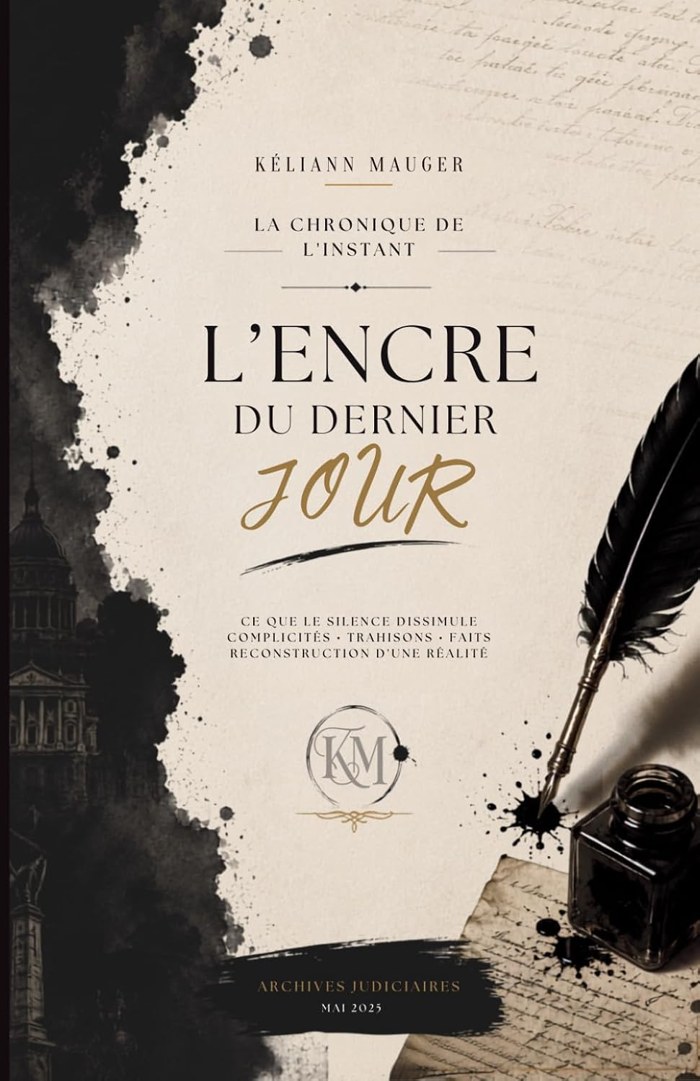 KÉLIANN MAUGER
LA CHRONIQUE DE
L'INSTANT
L'ENCRE
DU DERNIER
JOUR
CE QUE LE SILENCE DISSIMULE
COMPLICITÉS • TRAHISONS • FAITS
RECONSTRUCTION D'UNE RÉALITÉ
KM
ARCHIVES JUDICIAIRES
MAI 2025